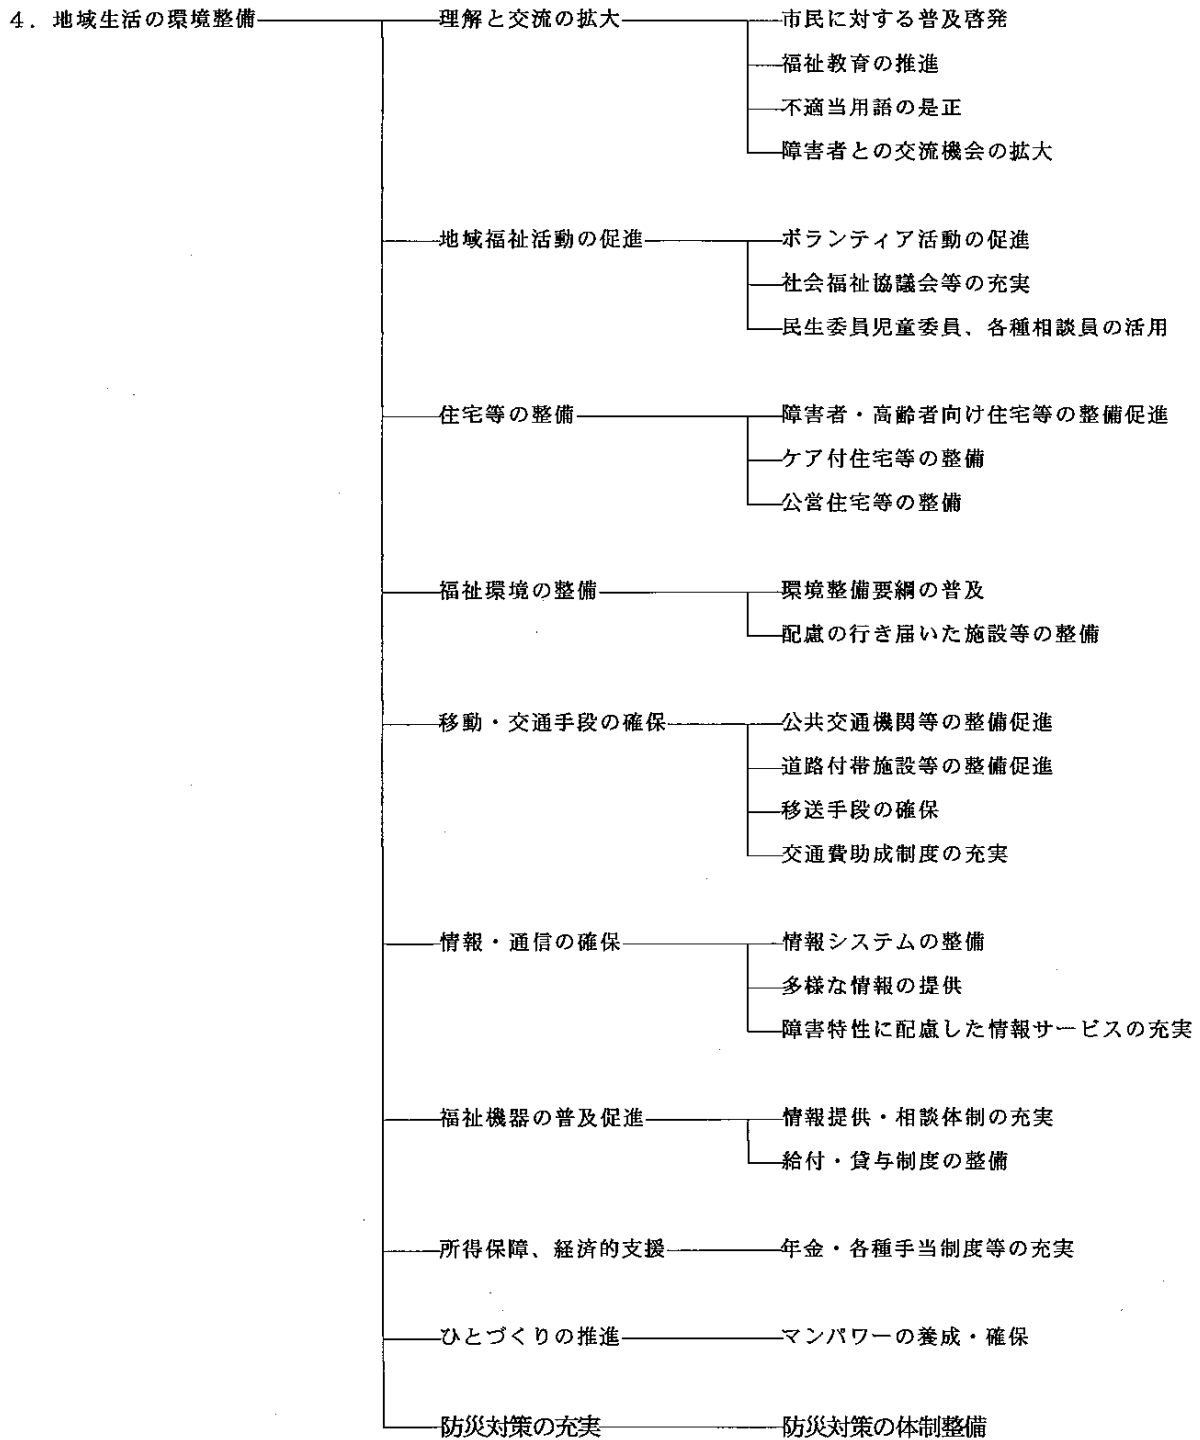 4．地域生活の環境整備 理解と交流の拡大 市民に対する普及啓発
福祉教育の推進
不適当用語の是正
障害者との交流機会の拡大
地域福祉活動の促進 ボランティア活動の促進
社会福祉協議会等の充実
民生委員児童委員、各種相談員の活用
住宅等の整備 障害者・高齢者向け住宅等の整備促進
ケア付住宅等の整備
公営住宅等の整備
福祉環境の整備 環境整備要綱の普及
配慮の行き届いた施設等の整備
移動・交通手段の確保 公共交通機関等の整備促進
道路付帯施設等の整備促進
移送手段の確保
交通費助成制度の充実
情報・通信の確保 情報システムの整備
多様な情報の提供
障害特性に配慮した情報サービスの充実
福祉機器の普及促進 情報提供・相談体制の充実
給付・貸与制度の整備
所得保障、経済的支援 年金・各種手当制度等の充実
ひとづくりの推進 マンパワーの養成・確保
防災対策の充実 防災対策の体制整備